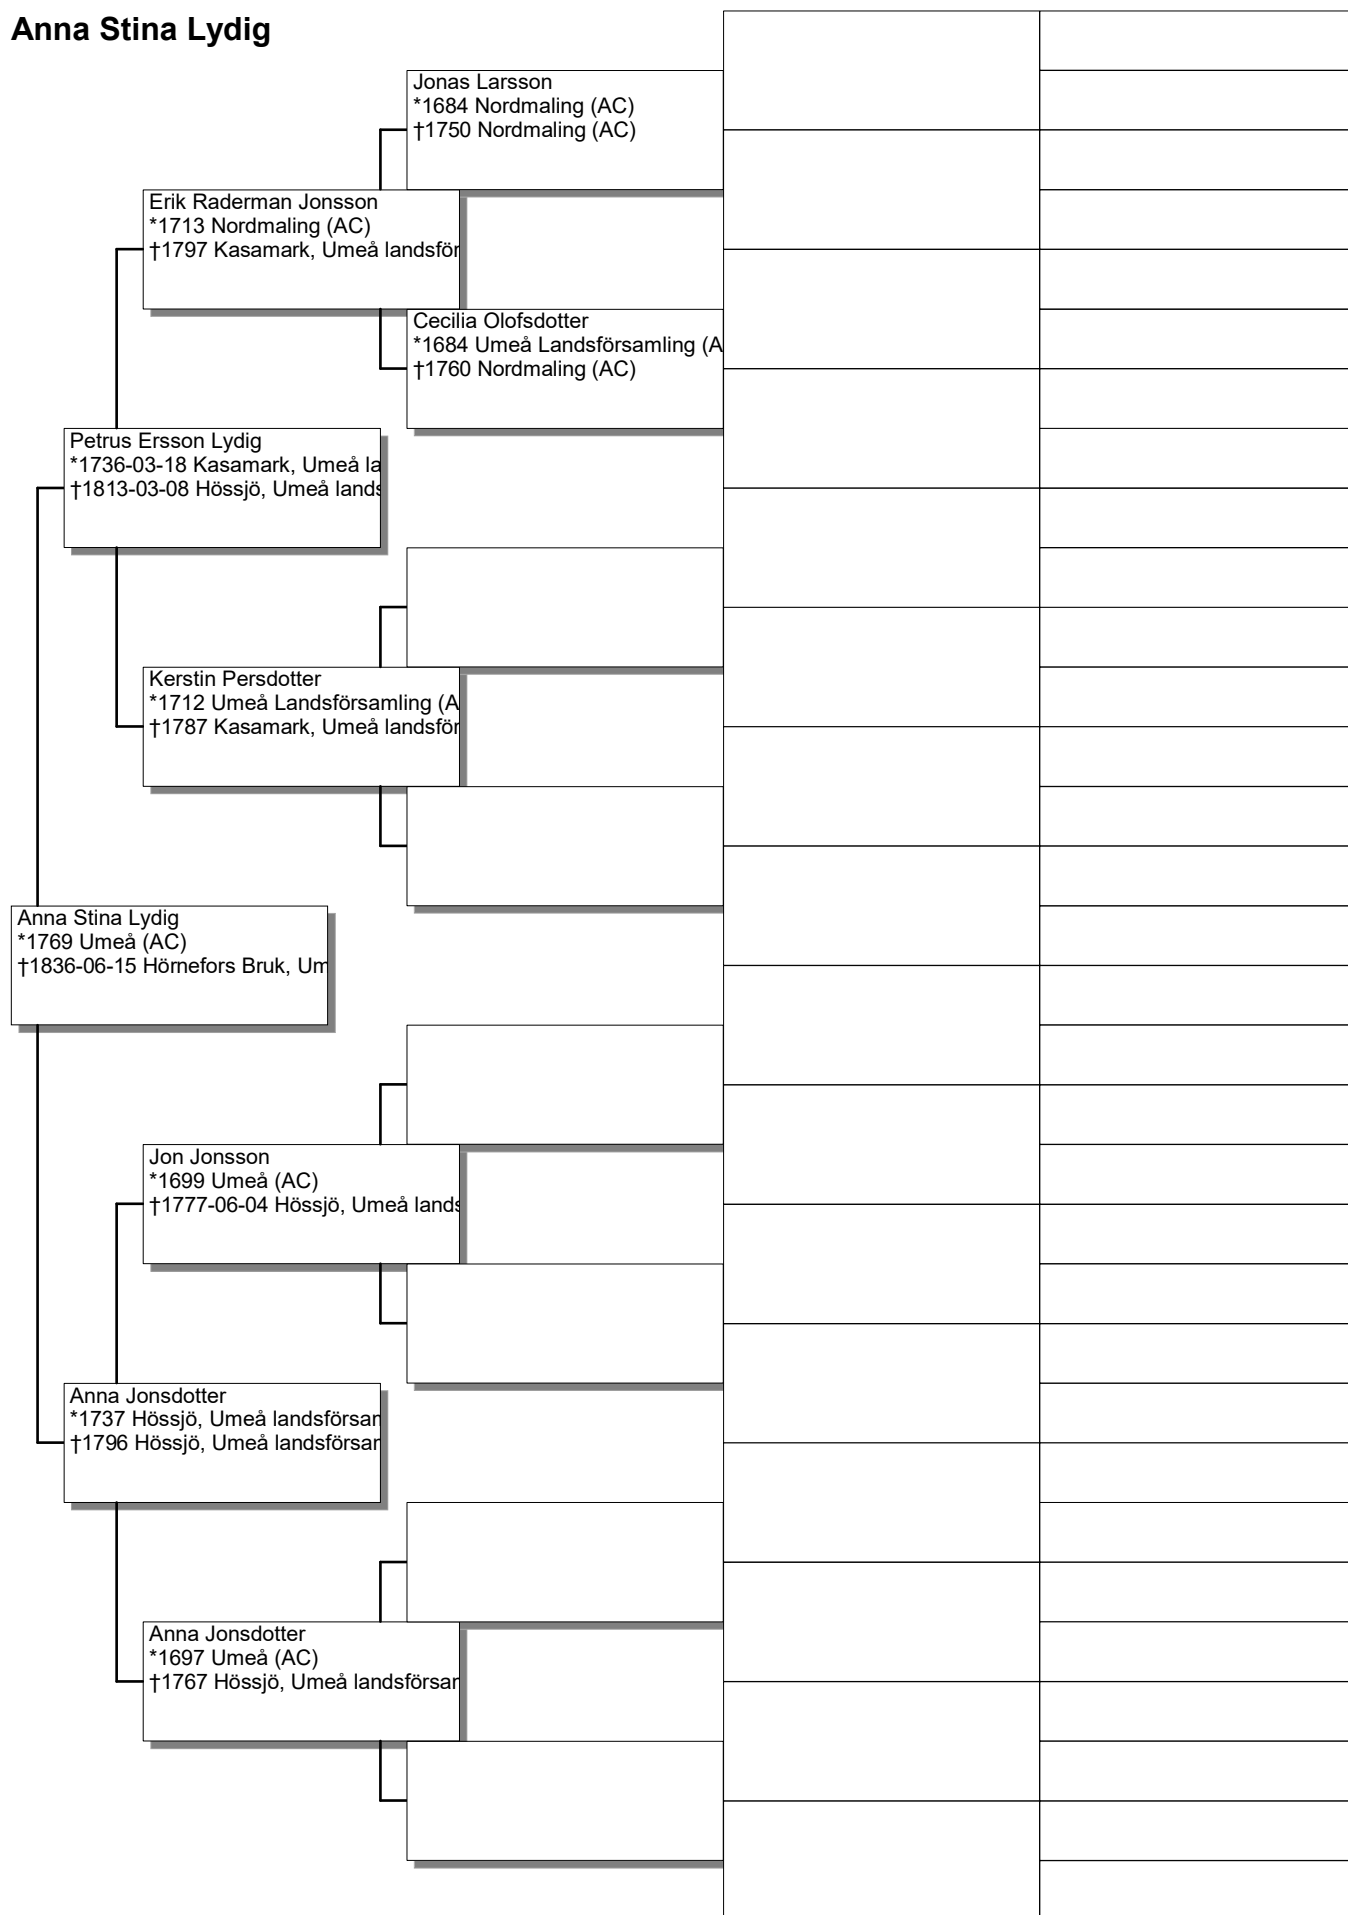 Anna Stina Lydig
Jonas Larsson
*1684 Nordmaling (AC)
†1750 Nordmaling (AC)
Erik Raderman Jonsson
*1713 Nordmaling (AC)
†1797 Kasamark, Umeå landsför
Cecilia Olofsdotter
*1684 Umeå Landsförsamling (A
†1760 Nordmaling (AC)
Petrus Ersson Lydig
*1736-03-18 Kasamark, Umeå la
†1813-03-08 Hössjö, Umeå lands
Kerstin Persdotter
*1712 Umeå Landsförsamling (A
†1787 Kasamark, Umeå landsför
Anna Stina Lydig
*1769 Umeå (AC)
†1836-06-15 Hörnefors Bruk, Um
Jon Jonsson
*1699 Umeå (AC)
†1777-06-04 Hössjö, Umeå lands
Anna Jonsdotter
*1737 Hössjö, Umeå landsförsam
†1796 Hössjö, Umeå landsförsam
Anna Jonsdotter
*1697 Umeå (AC)
†1767 Hössjö, Umeå landsförsam